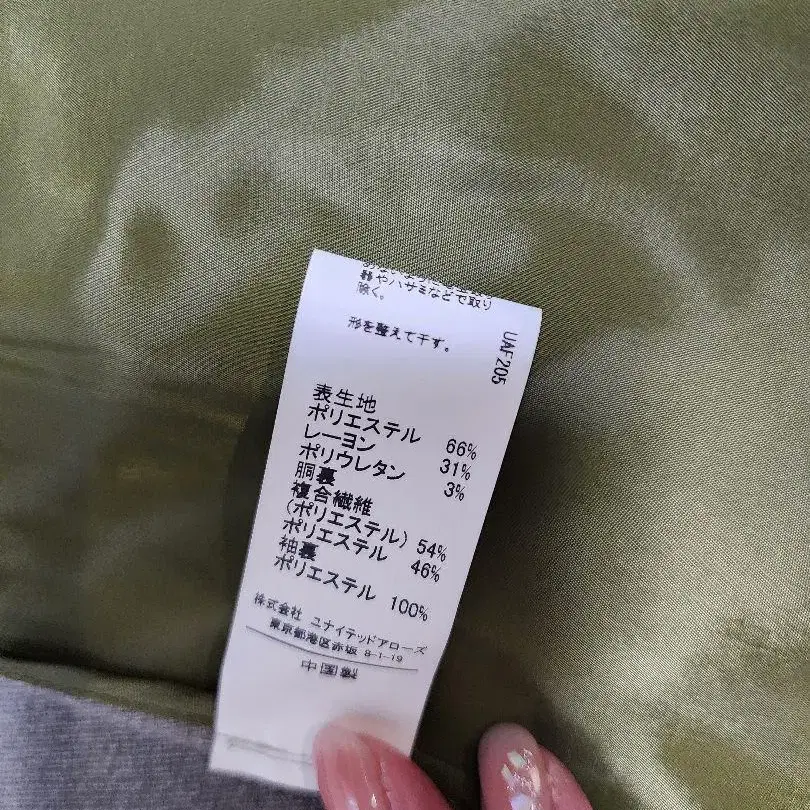 やハサミなどで取り
除く。
形を整えて干す。
UAF205
表生地
ポリエステル 66%
レーヨン 31%
ポリウレタン 3%
胴裏
複合繊維
(ポリエステル) 54%
ポリエステル 46%
袖裏
ポリエステル 100%
株式会社 ユナイテッドアローズ
東京都港区赤坂 8-1-19
中国製